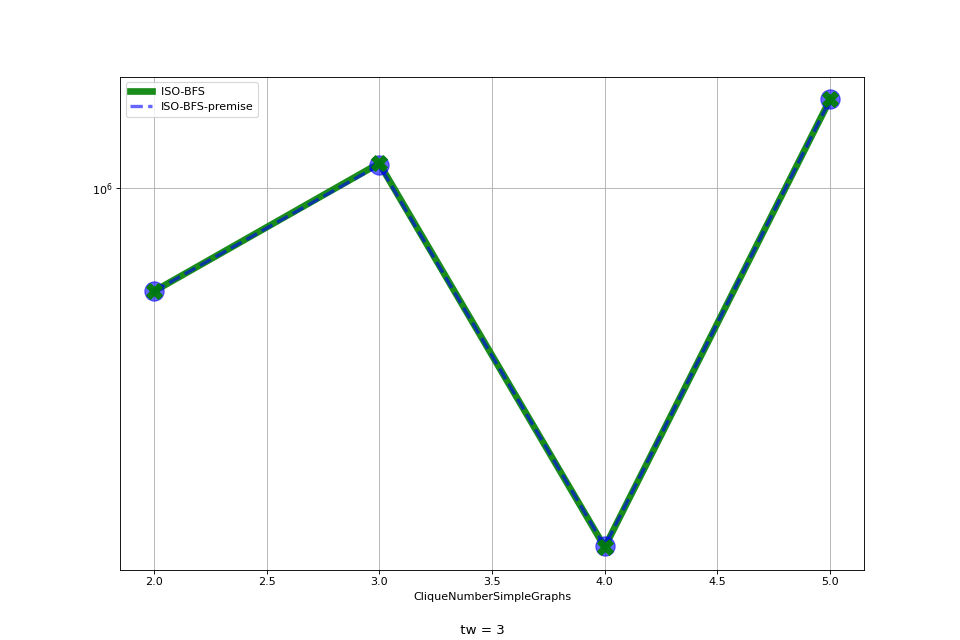 ISO-BFS
ISO-BFS-premise
10^6
2.0 2.5 3.0 3.5 4.0 4.5 5.0
CliqueNumberSimpleGraphs
tw = 3